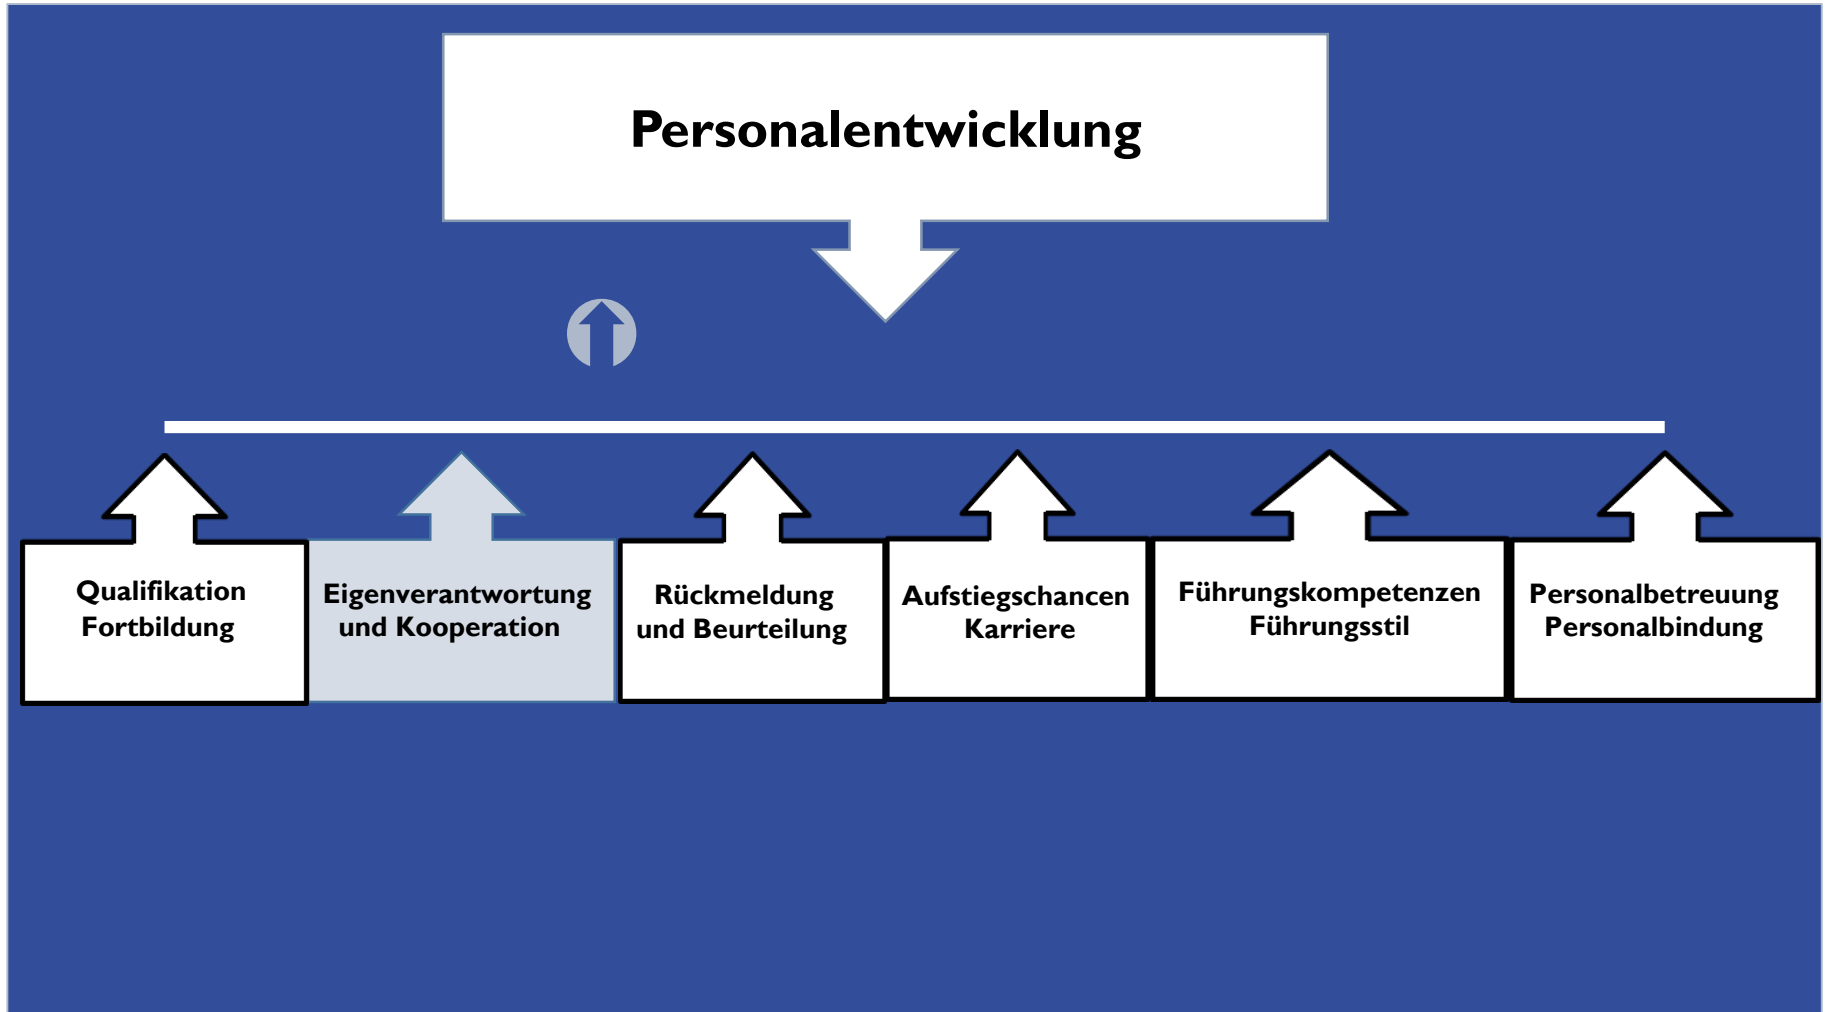 Personalentwicklung
Qualifikation
Fortbildung
Eigenverantwortung
und Kooperation
Rückmeldung
und Beurteilung
Aufstiegschancen
Karriere
Führungskompetenzen
Führungsstil
Personalbetreuung
Personalbindung